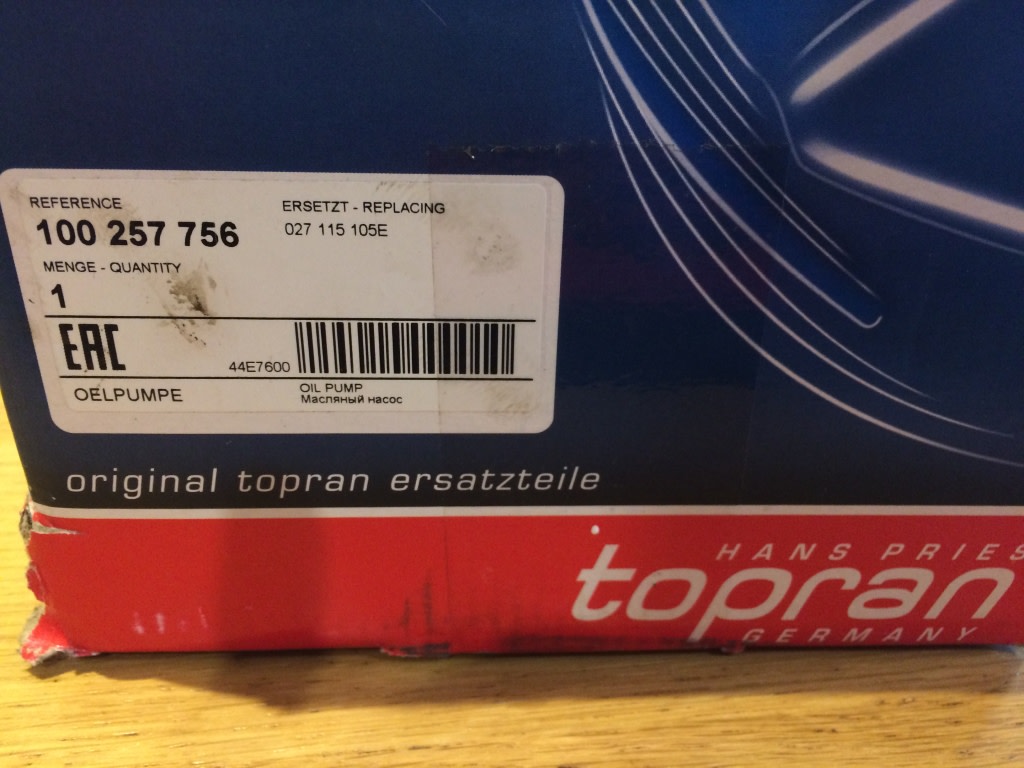 REFERENCE
100 257 756
ERSETZT - REPLACING
027 115 105E
MENGE - QUANTITY
1
EAC
44E7600
OELPUMPE
OIL PUMP
Масляный насос
original topran ersatzteile
HANS PRIES
topran
GERMANY